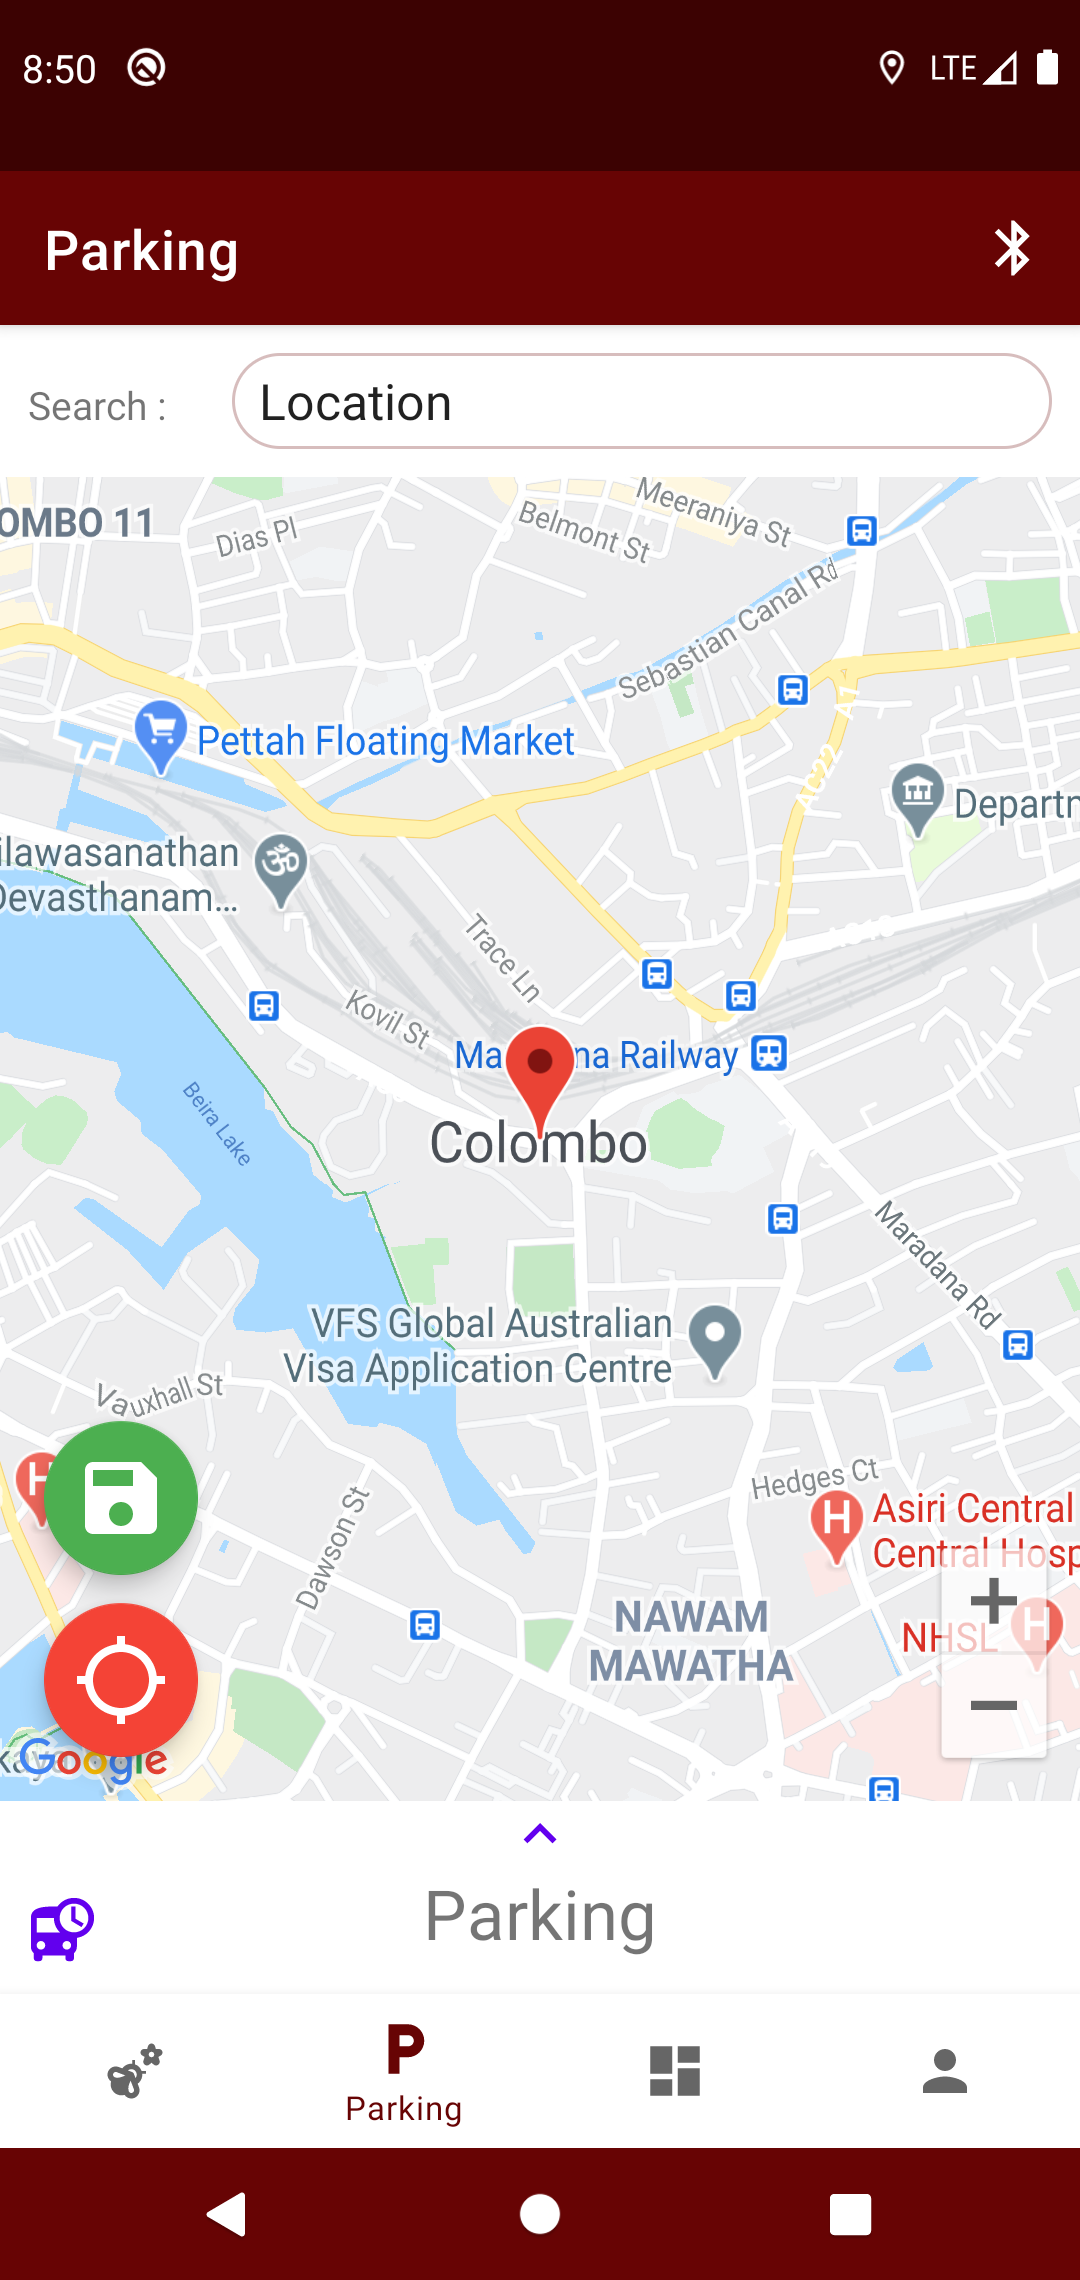 8:50
LTE
Parking
Search :
Location
OMBO 11
Dias Pl
Belmont St
Meeraniya St
Sebastian Canal Rd
A1
Pettah Floating Market
AC22
Departm
ilawasanathan
Devasthanam...
Trace Ln
Kovil St
Ma na Railway
Beira Lake
Colombo
Maradana Rd
VFS Global Australian
Visa Application Centre
Vauxhall St
Hedges Ct
H
H
Asiri Central
Central Hosp
Dawson St
NAWAM
MAWATHA
NHSL
H
+
−
Google
Parking
P
Parking